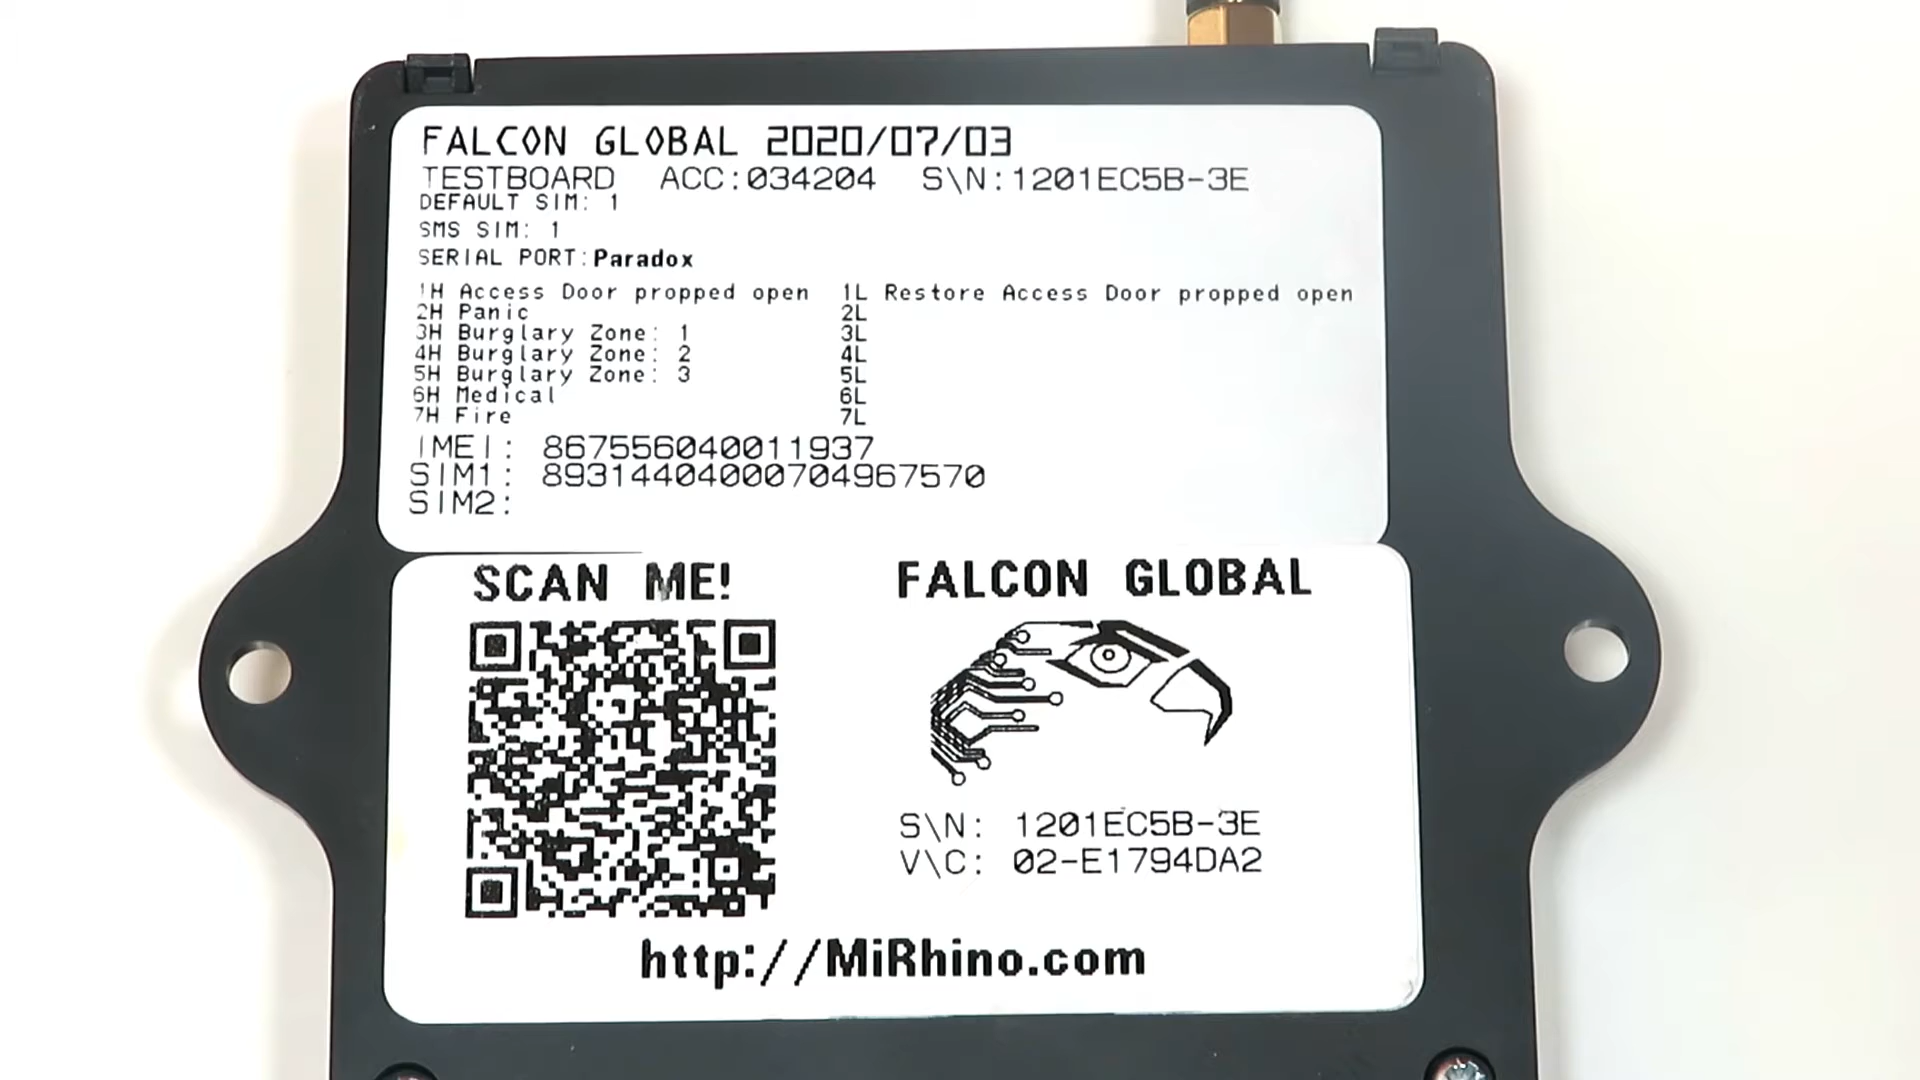 FALCON GLOBAL 2020/07/03
TESTBOARD ACC:034204 S\N:1201EC5B-3E
DEFAULT SIM: 1
SMS SIM: 1
SERIAL PORT:Paradox
1H Access Door propped open 1L Restore Access Door propped open
2H Panic 2L
3H Burglary Zone: 1 3L
4H Burglary Zone: 2 4L
5H Burglary Zone: 3 5L
6H Medical 6L
7H Fire 7L
IMEI: 867556040011937
SIM1: 89314404000704967570
SIM2:
SCAN ME!
FALCON GLOBAL
S\N: 1201EC5B-3E
V\C: 02-E1794DA2
http://MiRhino.com